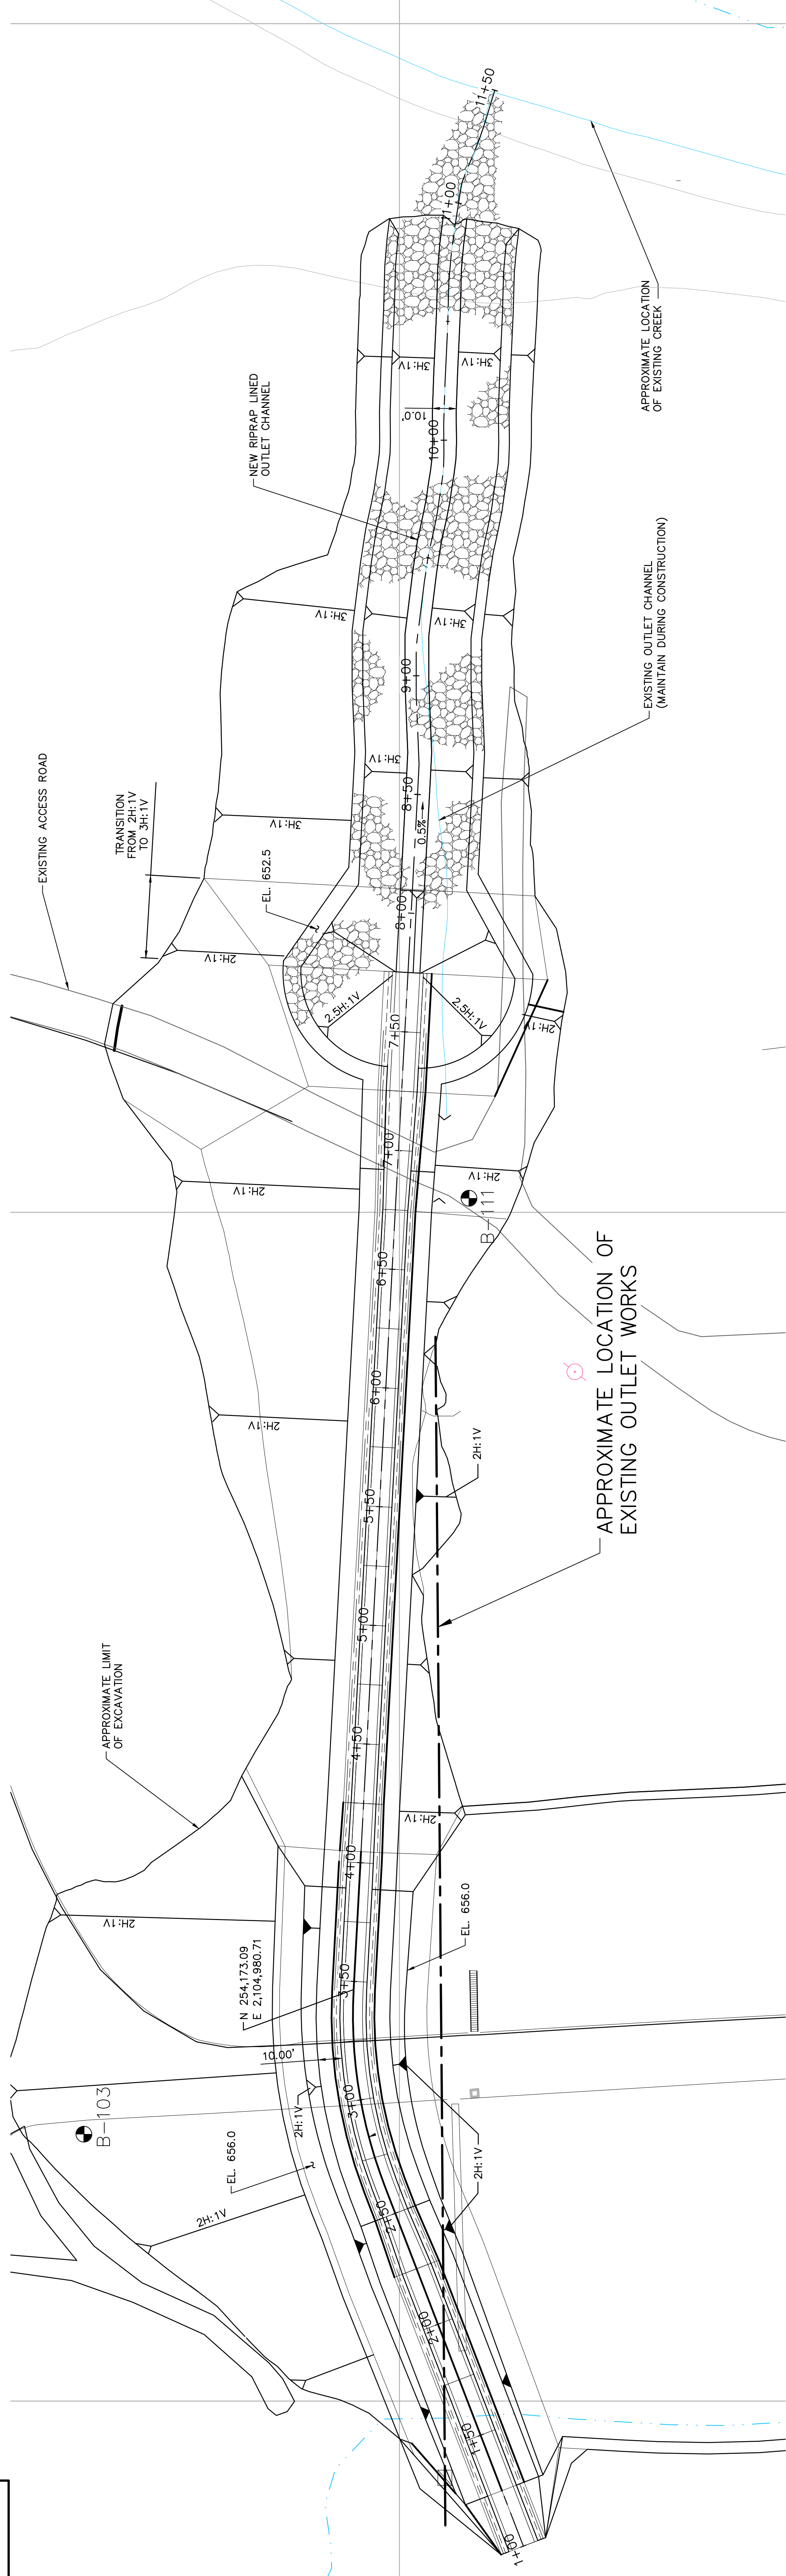 11+50
11+00
APPROXIMATE LOCATION
OF EXISTING CREEK
3H:1V
3H:1V
NEW RIPRAP LINED
OUTLET CHANNEL
10.0'
10+00
EXISTING OUTLET CHANNEL
(MAINTAIN DURING CONSTRUCTION)
3H:1V
3H:1V
9+00
EXISTING ACCESS ROAD
TRANSITION
FROM 2H:1V
TO 3H:1V
3H:1V
8+50
3H:1V
0.5%
EL. 652.5
8+00
2H:1V
2.5H:1V
2.5H:1V
7+50
2H:1V
7+00
2H:1V
2H:1V
B-111
6+50
APPROXIMATE LOCATION OF
EXISTING OUTLET WORKS
6+00
2H:1V
2H:1V
5+50
5+00
APPROXIMATE LIMIT
OF EXCAVATION
4+50
2H:1V
4+00
2H:1V
EL. 656.0
N 254,173.09
E 2,104,980.71
3+50
10.00'
3+00
2H:1V
B-103
EL. 656.0
2H:1V
2H:1V
2+50
2+00
1+50
1+00